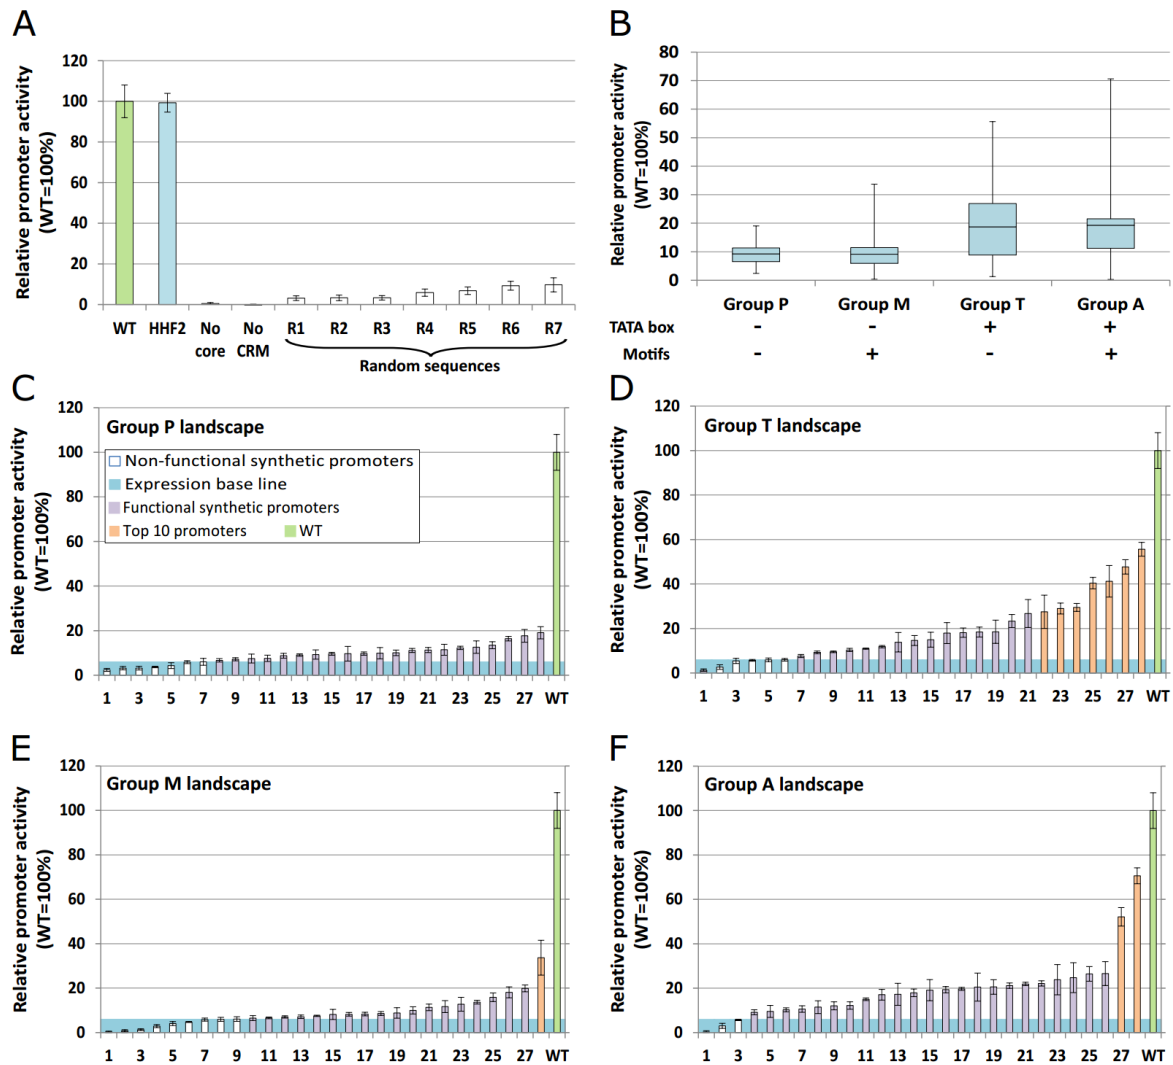 A
Relative promoter activity
(WT=100%)
120
100
80
60
40
20
0
WT HHF2 No core No CRM R1 R2 R3 R4 R5 R6 R7
Random sequences
B
Relative promoter activity
(WT=100%)
80
70
60
50
40
30
20
10
0
Group P Group M Group T Group A
TATA box - - + +
Motifs - + - +
C
Relative promoter activity
(WT=100%)
120
100
80
60
40
20
0
Group P landscape
Non-functional synthetic promoters
Expression base line
Functional synthetic promoters
Top 10 promoters WT
1 3 5 7 9 11 13 15 17 19 21 23 25 27 WT
D
Relative promoter activity
(WT=100%)
120
100
80
60
40
20
0
Group T landscape
1 3 5 7 9 11 13 15 17 19 21 23 25 27 WT
E
Relative promoter activity
(WT=100%)
120
100
80
60
40
20
0
Group M landscape
1 3 5 7 9 11 13 15 17 19 21 23 25 27 WT
F
Relative promoter activity
(WT=100%)
120
100
80
60
40
20
0
Group A landscape
1 3 5 7 9 11 13 15 17 19 21 23 25 27 WT